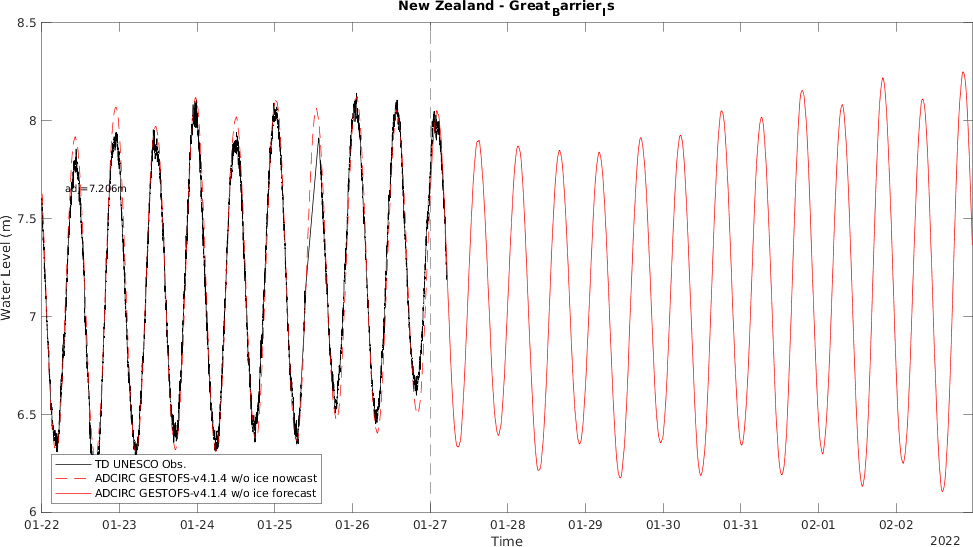 New Zealand - GreatBarrierIs
8.5
8
7.5
7
6.5
6
Water Level (m)
adj=7.206m
TD UNESCO Obs.
ADCIRC GESTOFS-v4.1.4 w/o ice nowcast
ADCIRC GESTOFS-v4.1.4 w/o ice forecast
01-22 01-23 01-24 01-25 01-26 01-27 01-28 01-29 01-30 01-31 02-01 02-02
Time
2022